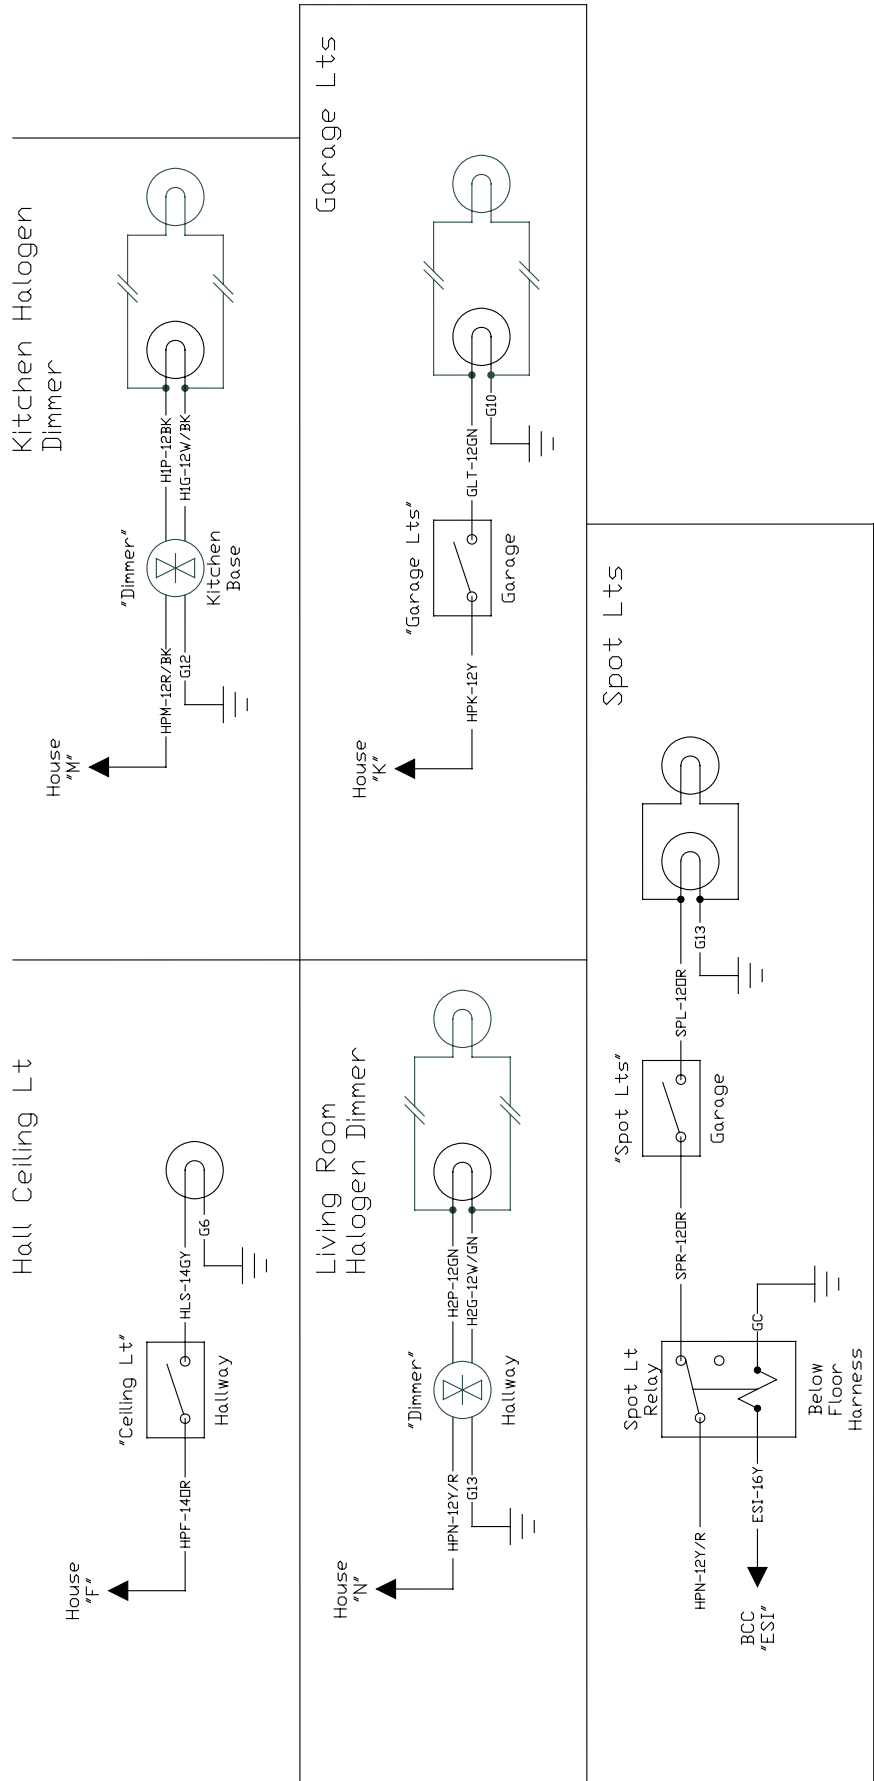 Hall Ceiling Lt
House
"F"
HPF-14OR
"Ceiling Lt"
Hallway
HLS-14GY
G6
Kitchen Halogen
Dimmer
House
"M"
HPM-12R/BK
G12
"Dimmer"
Kitchen
Base
H1P-12BK
H1G-12W/BK
Living Room
Halogen Dimmer
House
"N"
HPN-12Y/R
G13
"Dimmer"
Hallway
H2P-12GN
H2G-12W/GN
Garage Lts
House
"K"
HPK-12Y
"Garage Lts"
Garage
GLT-12GN
G10
Spot Lts
HPN-12Y/R
BCC
"ESI"
ESI-16Y
Spot Lt
Relay
Below
Floor
Harness
GC
SPR-12OR
"Spot Lts"
Garage
SPL-12OR
G13